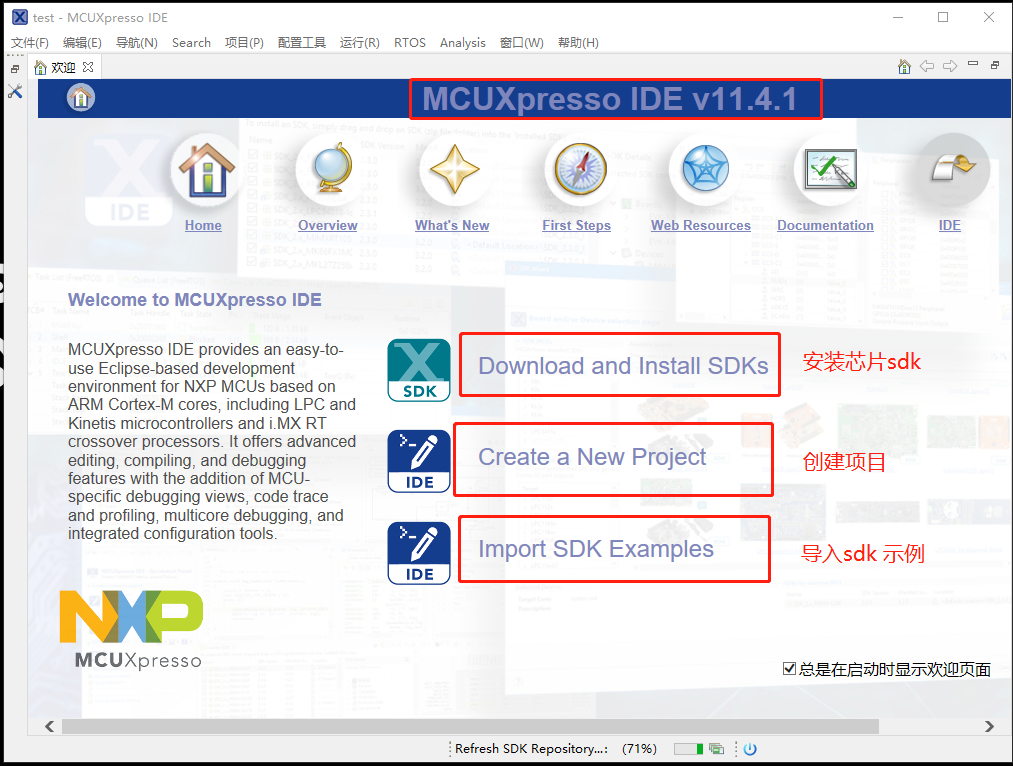 test - MCUXpresso IDE
文件(F) 编辑(E) 导航(N) Search 项目(P) 配置工具 运行(R) RTOS Analysis 窗口(W) 帮助(H)
欢迎
MCUXpresso IDE v11.4.1
IDE
Home Overview What's New First Steps Web Resources Documentation IDE
Welcome to MCUXpresso IDE
MCUXpresso IDE provides an easy-to-
use Eclipse-based development
environment for NXP MCUs based on
ARM Cortex-M cores, including LPC and
Kinetis microcontrollers and i.MX RT
crossover processors. It offers advanced
editing, compiling, and debugging
features with the addition of MCU-
specific debugging views, code trace
and profiling, multicore debugging, and
integrated configuration tools.
X
SDK
Download and Install SDKs
安装芯片sdk
IDE
Create a New Project
创建项目
IDE
Import SDK Examples
导入sdk 示例
NXP
MCUXpresso
总是在启动时显示欢迎页面
Refresh SDK Repository...: (71%)